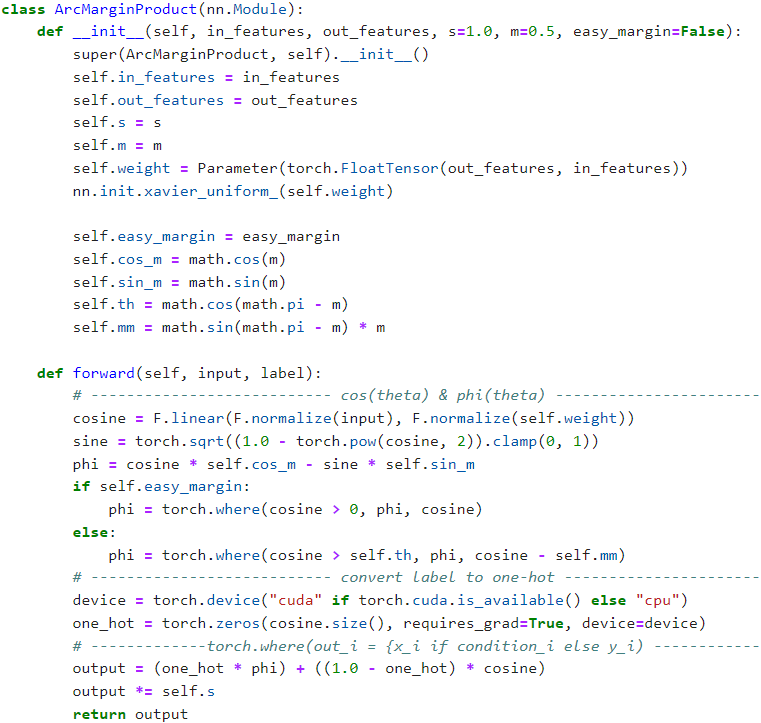 class ArcMarginProduct(nn.Module):
    def __init__(self, in_features, out_features, s=1.0, m=0.5, easy_margin=False):
        super(ArcMarginProduct, self).__init__()
        self.in_features = in_features
        self.out_features = out_features
        self.s = s
        self.m = m
        self.weight = Parameter(torch.FloatTensor(out_features, in_features))
        nn.init.xavier_uniform_(self.weight)

        self.easy_margin = easy_margin
        self.cos_m = math.cos(m)
        self.sin_m = math.sin(m)
        self.th = math.cos(math.pi - m)
        self.mm = math.sin(math.pi - m) * m

    def forward(self, input, label):
        # --------------------------- cos(theta) & phi(theta) -----------------------
        cosine = F.linear(F.normalize(input), F.normalize(self.weight))
        sine = torch.sqrt((1.0 - torch.pow(cosine, 2)).clamp(0, 1))
        phi = cosine * self.cos_m - sine * self.sin_m
        if self.easy_margin:
            phi = torch.where(cosine > 0, phi, cosine)
        else:
            phi = torch.where(cosine > self.th, phi, cosine - self.mm)
        # --------------------------- convert label to one-hot ----------------------
        device = torch.device("cuda" if torch.cuda.is_available() else "cpu")
        one_hot = torch.zeros(cosine.size(), requires_grad=True, device=device)
        # -------------torch.where(out_i = {x_i if condition_i else y_i) ------------
        output = (one_hot * phi) + ((1.0 - one_hot) * cosine)
        output *= self.s
        return output